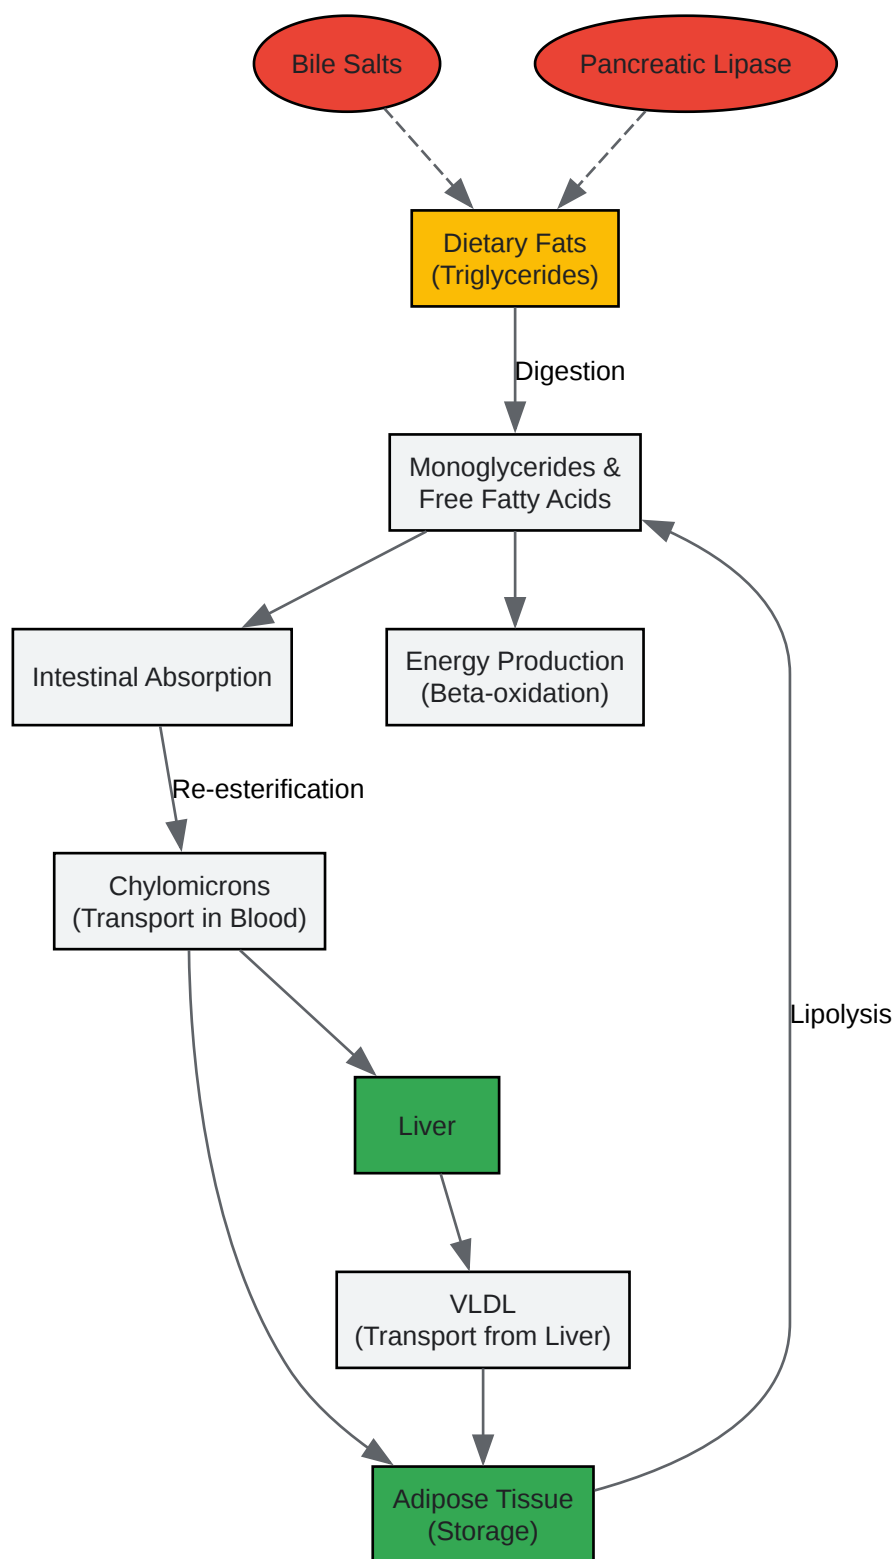 Bile Salts
Pancreatic Lipase
Dietary Fats
(Triglycerides)
Digestion
Monoglycerides &
Free Fatty Acids
Intestinal Absorption
Energy Production
(Beta-oxidation)
Re-esterification
Chylomicrons
(Transport in Blood)
Lipolysis
Liver
VLDL
(Transport from Liver)
Adipose Tissue
(Storage)